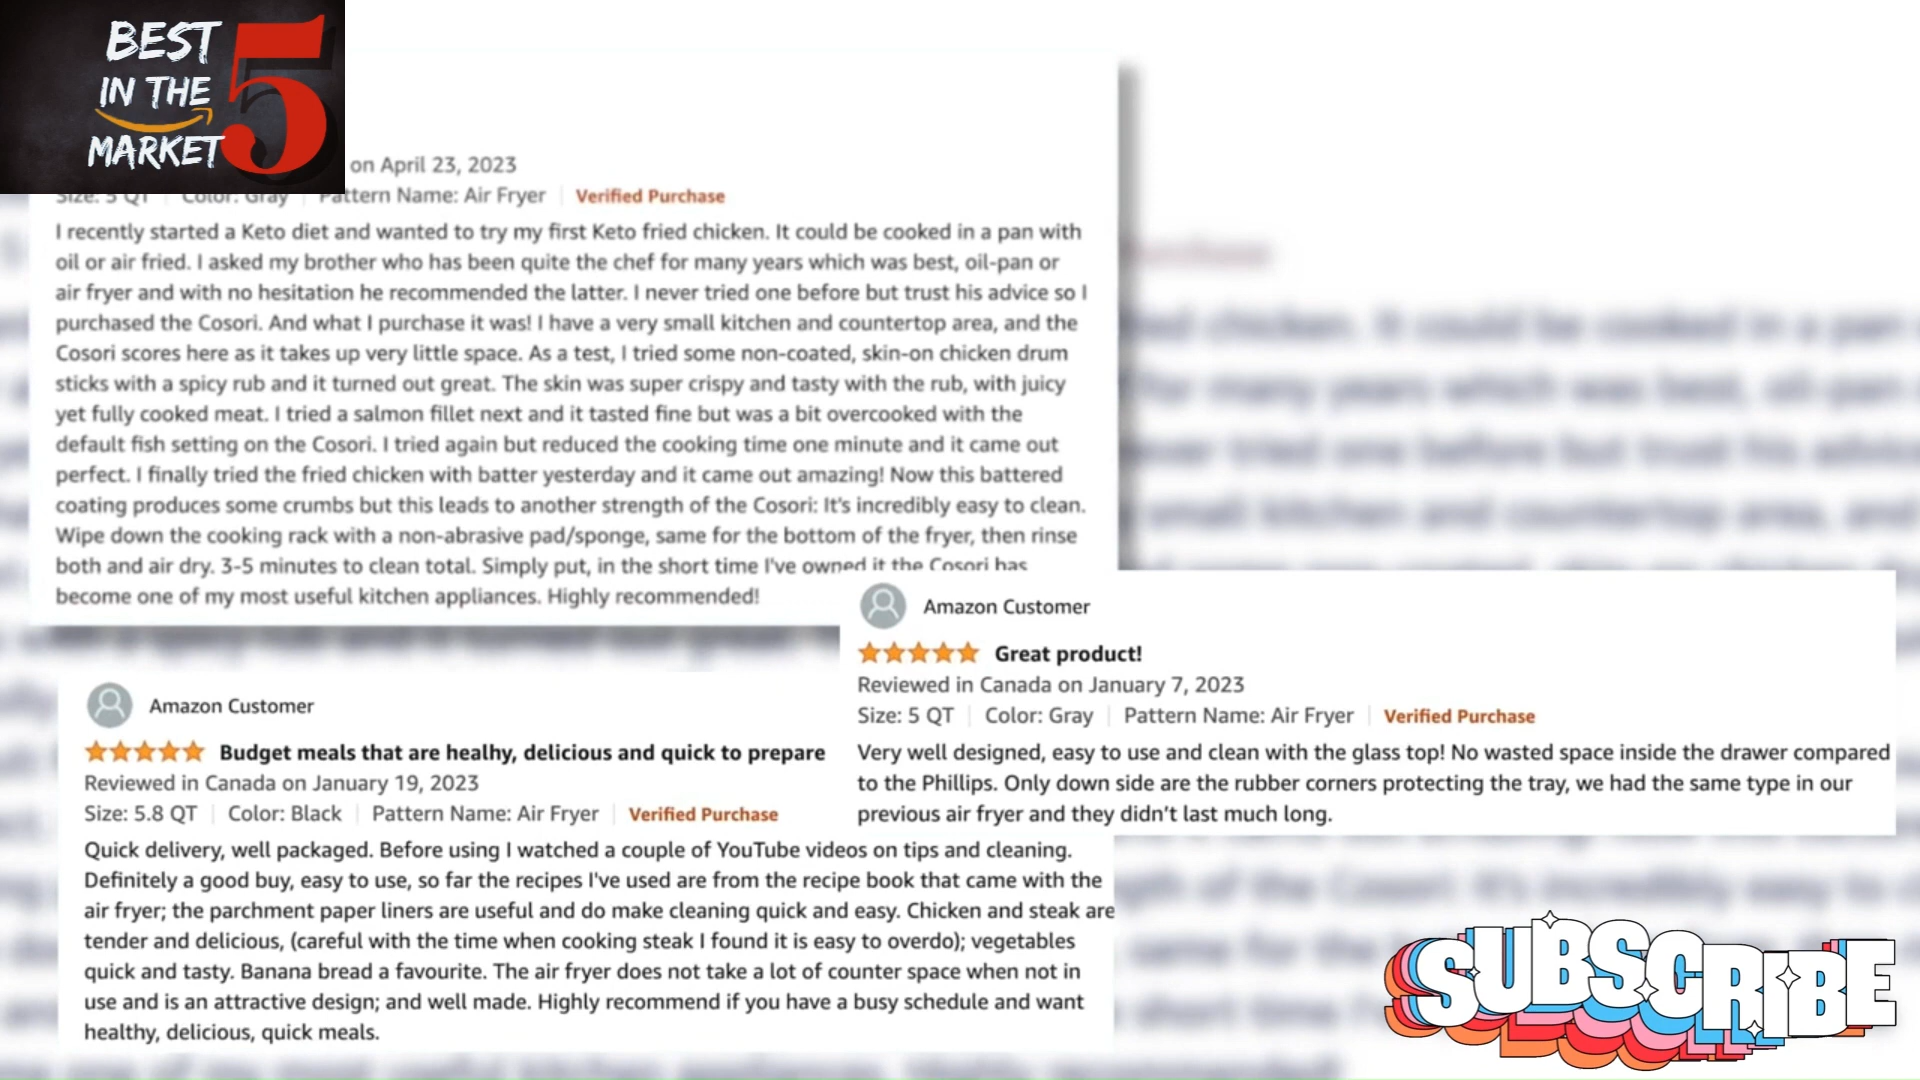 BEST
IN THE
MARKET
5
on April 23, 2023
Size: 5 QT Color: Gray Pattern Name: Air Fryer Verified Purchase
I recently started a Keto diet and wanted to try my first Keto fried chicken. It could be cooked in a pan with
oil or air fried. I asked my brother who has been quite the chef for many years which was best, oil-pan or
air fryer and with no hesitation he recommended the latter. I never tried one before but trust his advice so I
purchased the Cosori. And what I purchase it was! I have a very small kitchen and countertop area, and the
Cosori scores here as it takes up very little space. As a test, I tried some non-coated, skin-on chicken drum
sticks with a spicy rub and it turned out great. The skin was super crispy and tasty with the rub, with juicy
yet fully cooked meat. I tried a salmon fillet next and it tasted fine but was a bit overcooked with the
default fish setting on the Cosori. I tried again but reduced the cooking time one minute and it came out
perfect. I finally tried the fried chicken with batter yesterday and it came out amazing! Now this battered
coating produces some crumbs but this leads to another strength of the Cosori: It's incredibly easy to clean.
Wipe down the cooking rack with a non-abrasive pad/sponge, same for the bottom of the fryer, then rinse
both and air dry. 3-5 minutes to clean total. Simply put, in the short time I've owned it the Cosori has
become one of my most useful kitchen appliances. Highly recommended!
Amazon Customer
Great product!
Reviewed in Canada on January 7, 2023
Size: 5 QT Color: Gray Pattern Name: Air Fryer Verified Purchase
Very well designed, easy to use and clean with the glass top! No wasted space inside the drawer compared
to the Phillips. Only down side are the rubber corners protecting the tray, we had the same type in our
previous air fryer and they didn't last much long.
Amazon Customer
Budget meals that are healhy, delicious and quick to prepare
Reviewed in Canada on January 19, 2023
Size: 5.8 QT Color: Black Pattern Name: Air Fryer Verified Purchase
Quick delivery, well packaged. Before using I watched a couple of YouTube videos on tips and cleaning.
Definitely a good buy, easy to use, so far the recipes I've used are from the recipe book that came with the
air fryer; the parchment paper liners are useful and do make cleaning quick and easy. Chicken and steak are
tender and delicious, (careful with the time when cooking steak I found it is easy to overdo); vegetables
quick and tasty. Banana bread a favourite. The air fryer does not take a lot of counter space when not in
use and is an attractive design; and well made. Highly recommend if you have a busy schedule and want
healthy, delicious, quick meals.
SUBSCRIBE